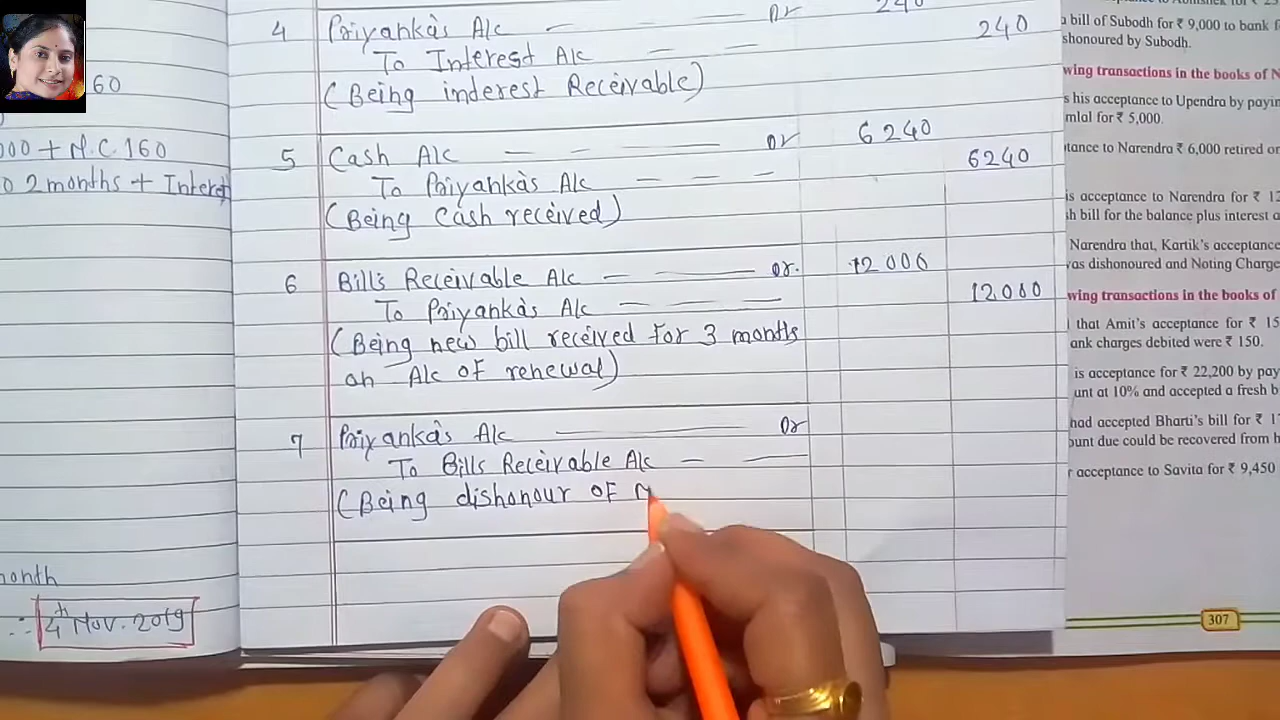 60
000 + N.C. 160
0 2 months + Interest
month
∴ 4th Nov. 2019
4 Priyanka's A/c — — — Dr 240
To Interest A/c — — 240
(Being interest Receivable)
5 Cash A/c — - — — Dr 6240
To Priyanka's A/c — — — 6240
(Being cash received)
6 Bills Receivable A/c — — — Dr. 12000
To Priyanka's A/c — — — 12000
(Being new bill received for 3 months
an A/c OF renewal)
7 Priyanka's A/c ——— Dr
To Bills Receivable A/c — —
(Being dishonour OF
a bill of Subodh for ₹ 9,000 to bank f
shonoured by Subodh.
wing transactions in the books of N
s his acceptance to Upendra by payin
mlal for ₹ 5,000.
tance to Narendra ₹ 6,000 retired or
is acceptance to Narendra for ₹ 12
sh bill for the balance plus interest a
Narendra that, Kartik's acceptance
vas dishonoured and Noting Charge
wing transactions in the books of
l that Amit's acceptance for ₹ 15
ank charges debited were ₹ 150.
is acceptance for ₹ 22,200 by pay
unt at 10% and accepted a fresh b
had accepted Bharti's bill for ₹ 1
ount due could be recovered from h
r acceptance to Savita for ₹ 9,450
307